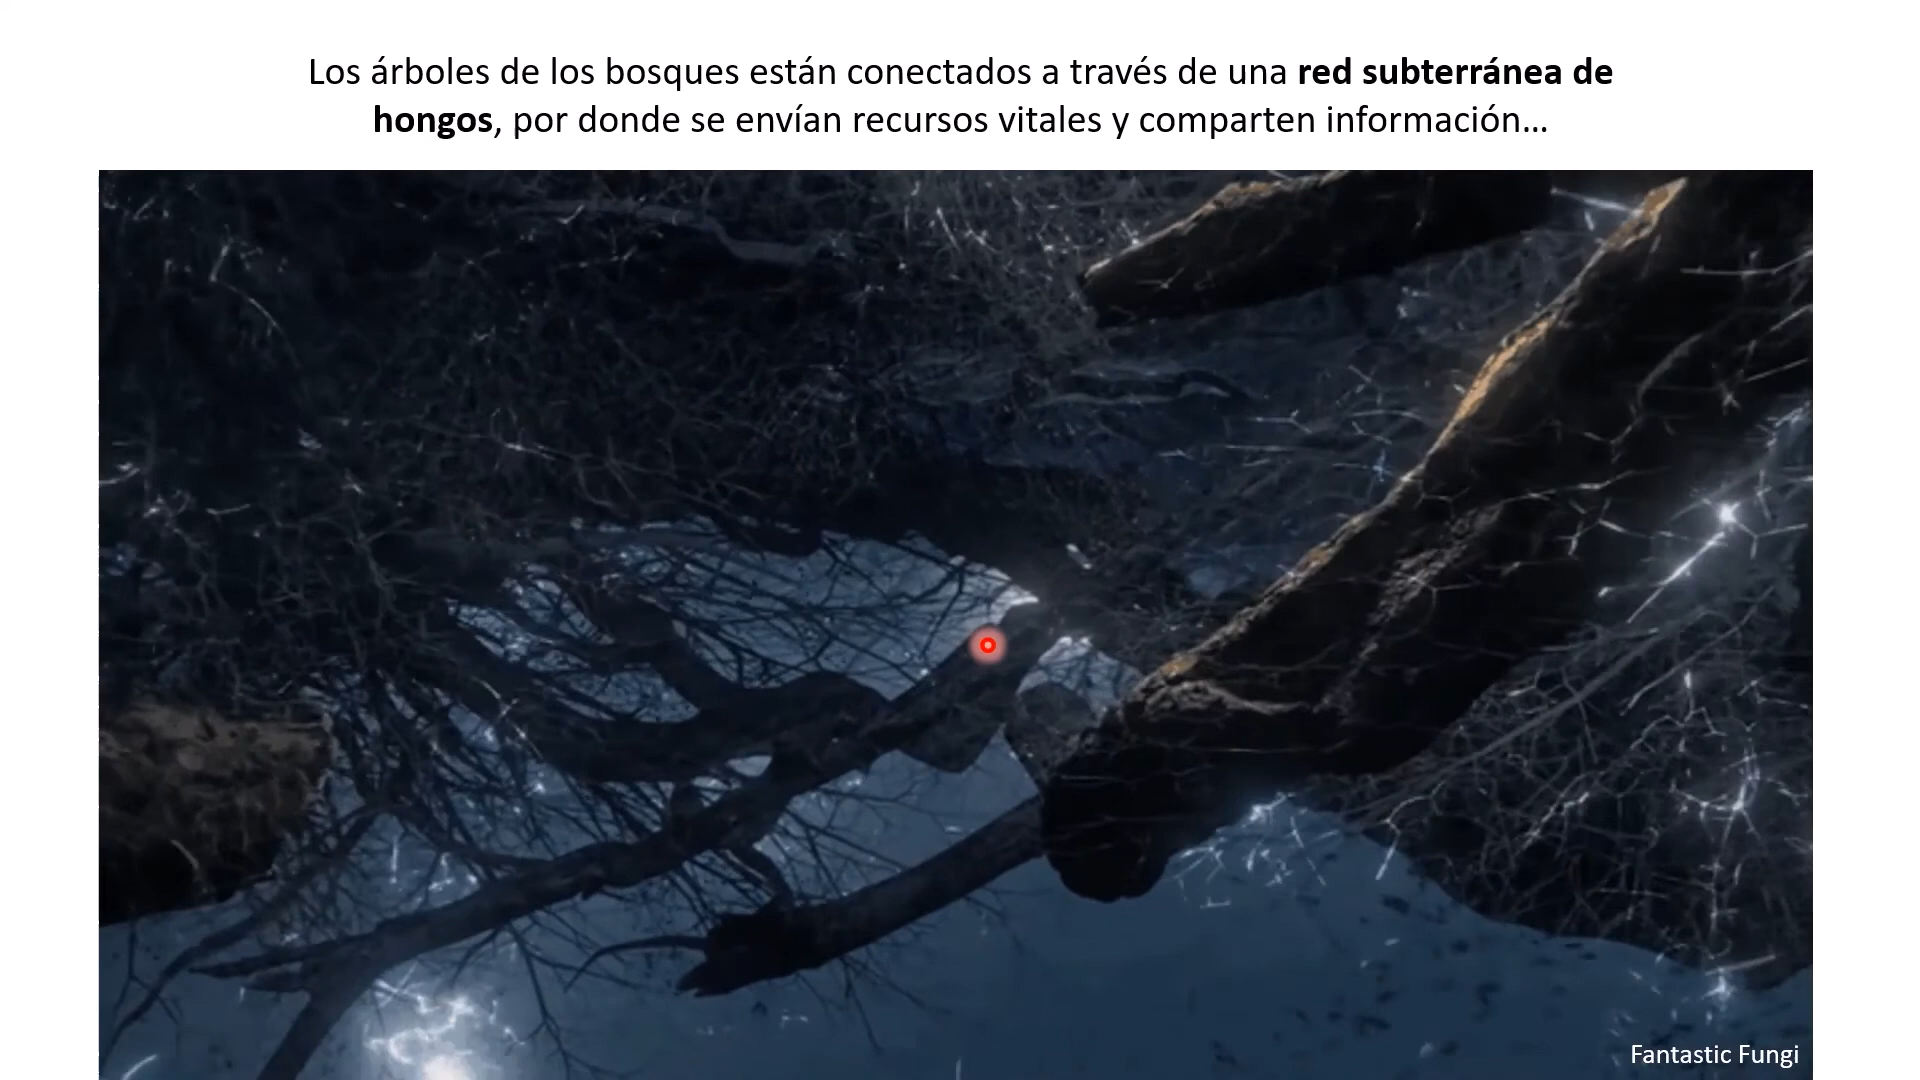 Los árboles de los bosques están conectados a través de una red subterránea de
hongos, por donde se envían recursos vitales y comparten información…
Fantastic Fungi